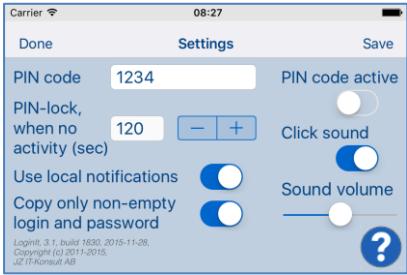 Carrier 08:27
Done Settings Save
PIN code 1234 PIN code active
PIN-lock,
when no
activity (sec) 120 − + Click sound
Use local notifications
Sound volume
Copy only non-empty
login and password
LoginIt, 3.1, build 1830, 2015-11-28,
Copyright (c) 2011-2015,
JZ IT-Konsult AB
?